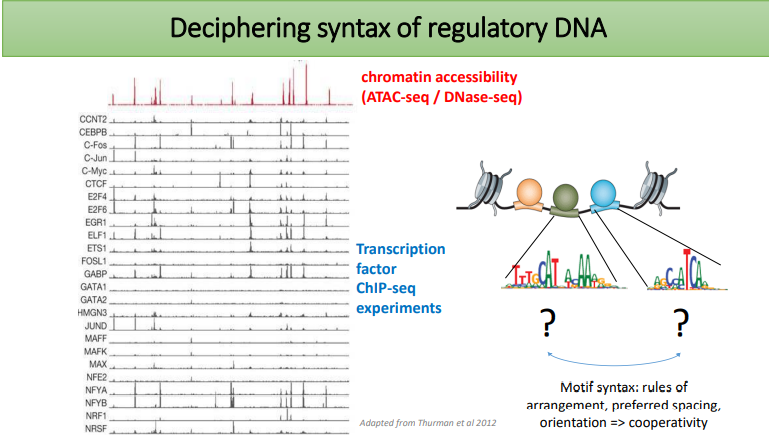 Deciphering syntax of regulatory DNA
chromatin accessibility
(ATAC-seq / DNase-seq)
CCNT2
CEBPB
C-Fos
C-Jun
C-Myc
CTCF
E2F4
E2F6
EGR1
ELF1
ETS1
FOSL1
GABP
GATA1
GATA2
HMGN3
JUND
MAFF
MAFK
MAX
NFE2
NFYA
NFYB
NRF1
NRSF
Transcription
factor
ChIP-seq
experiments
Adapted from Thurman et al 2012
? ?
Motif syntax: rules of
arrangement, preferred spacing,
orientation => cooperativity